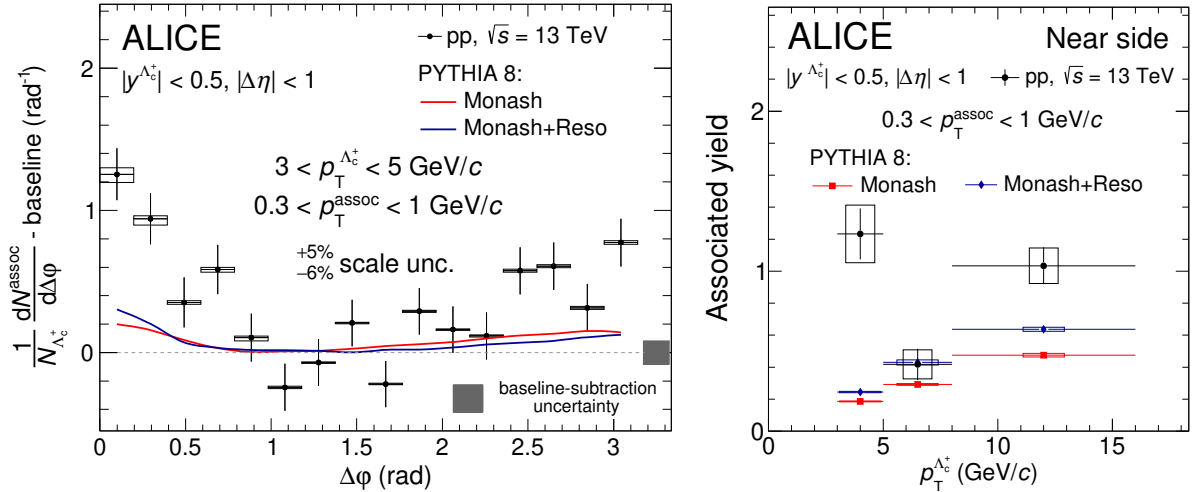 ALICE
pp, √s = 13 TeV
|y^Λc+| < 0.5, |Δη| < 1
PYTHIA 8:
Monash
Monash+Reso
3 < p_T^Λc+ < 5 GeV/c
0.3 < p_T^assoc < 1 GeV/c
+5%
−6% scale unc.
baseline-subtraction
uncertainty
1/N_Λc+ dN^assoc/dΔφ - baseline (rad⁻¹)
2
1
0
0 0.5 1 1.5 2 2.5 3
Δφ (rad)
ALICE Near side
|y^Λc+| < 0.5, |Δη| < 1 pp, √s = 13 TeV
0.3 < p_T^assoc < 1 GeV/c
PYTHIA 8:
Monash Monash+Reso
Associated yield
2
1
0
0 5 10 15
p_T^Λc+ (GeV/c)